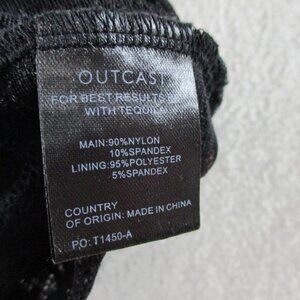 OUTCAST
FOR BEST RESULTS
WITH TEQUILA
MAIN:90%NYLON
10%SPANDEX
LINING:95%POLYESTER
5%SPANDEX
COUNTRY
OF ORIGIN: MADE IN CHINA
PO: T1450-A